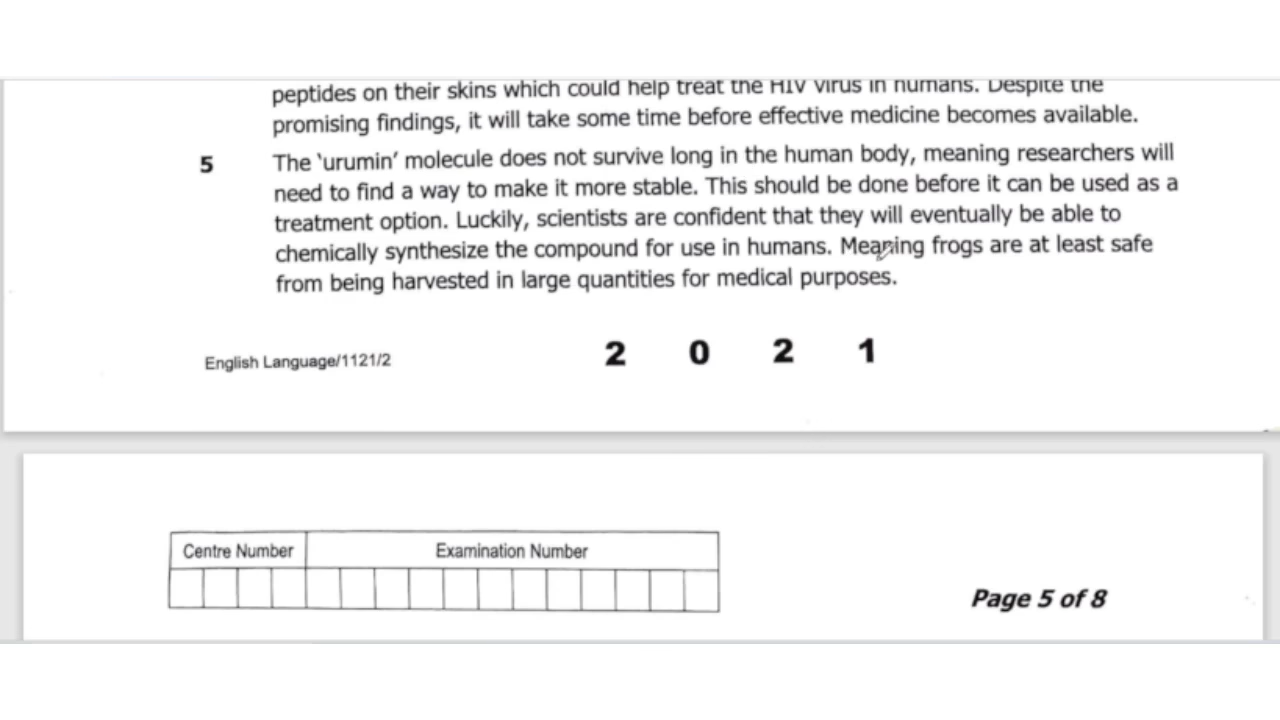 peptides on their skins which could help treat the HIV virus in humans. Despite the
promising findings, it will take some time before effective medicine becomes available.
5 The 'urumin' molecule does not survive long in the human body, meaning researchers will
need to find a way to make it more stable. This should be done before it can be used as a
treatment option. Luckily, scientists are confident that they will eventually be able to
chemically synthesize the compound for use in humans. Meaning frogs are at least safe
from being harvested in large quantities for medical purposes.
English Language/1121/2 2 0 2 1
Centre Number Examination Number
Page 5 of 8